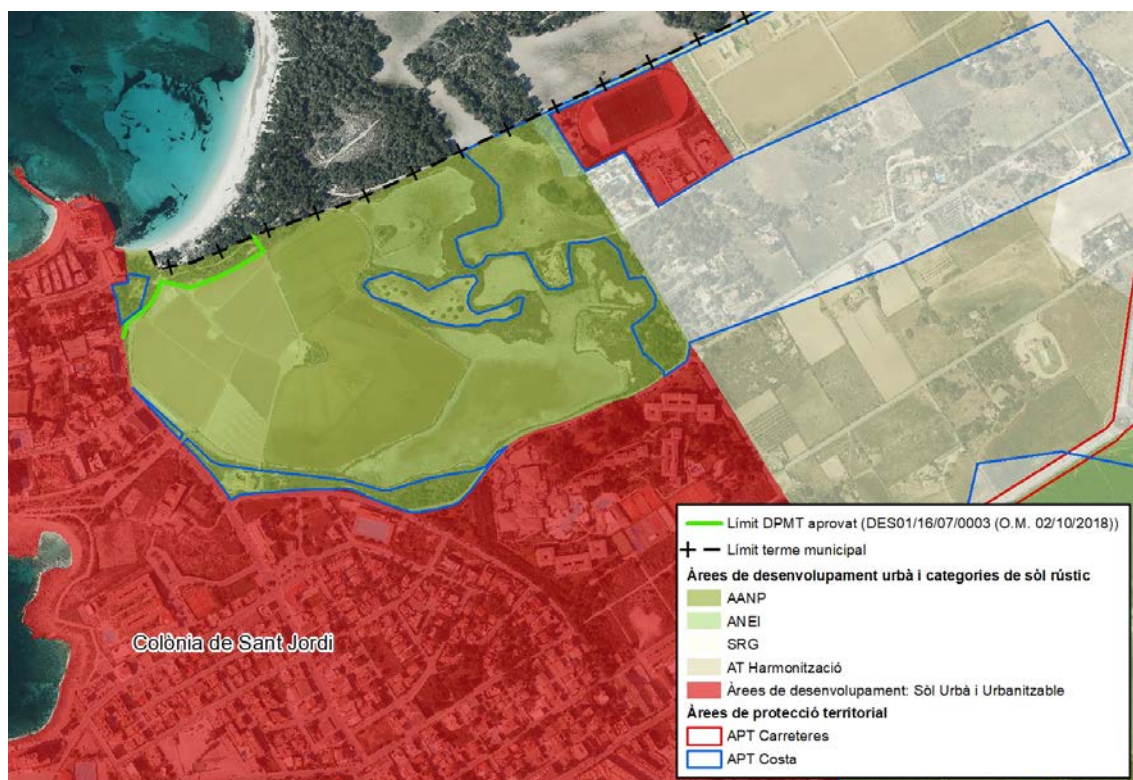 Colònia de Sant Jordi
Límit DPMT aprovat (DES01/16/07/0003 (O.M. 02/10/2018))
Límit terme municipal
Àrees de desenvolupament urbà i categories de sòl rústic
AANP
ANEI
SRG
AT Harmonització
Àrees de desenvolupament: Sòl Urbà i Urbanitzable
Àrees de protecció territorial
APT Carreteres
APT Costa